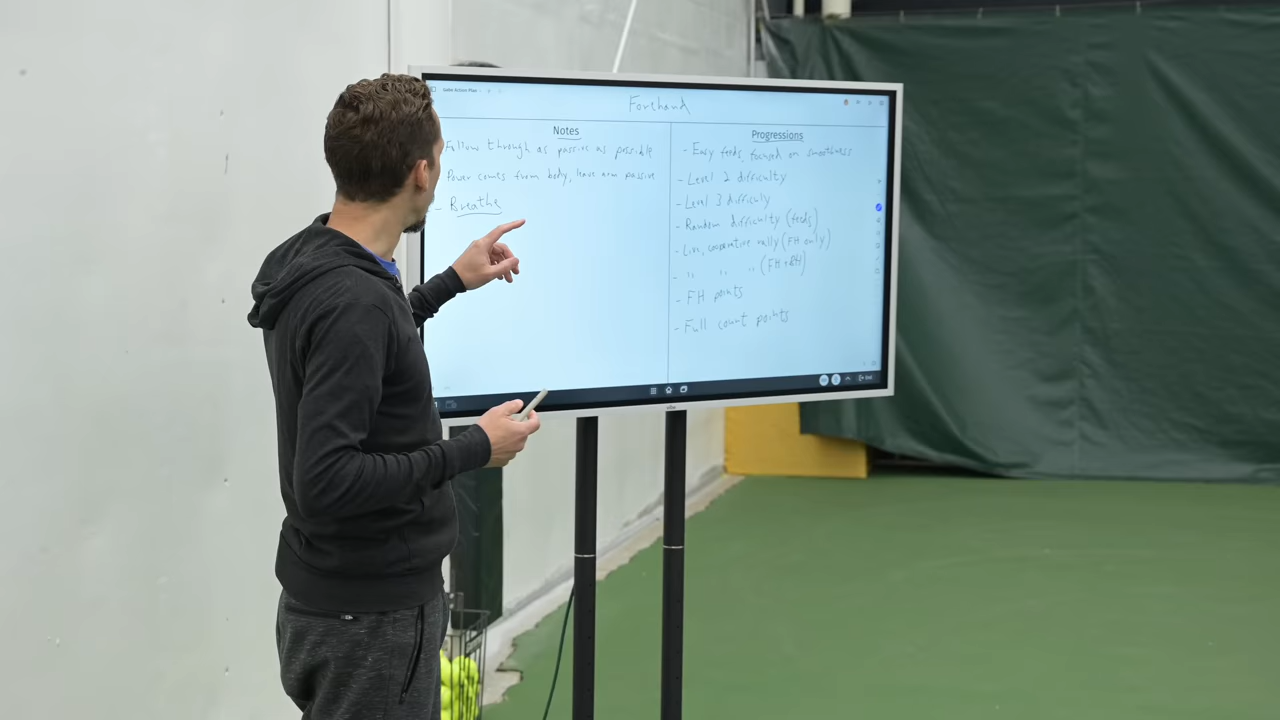 Forehand
Notes
Follow through as passive as possible
Power comes from body, leave arm passive
- Breathe
Progressions
- Easy feeds, focused on smoothness
- Level 2 difficulty
- Level 3 difficulty
- Random difficulty (feeds)
- Live, cooperative rally (FH only)
- " " " (FH + BH)
- FH points
- Full court points